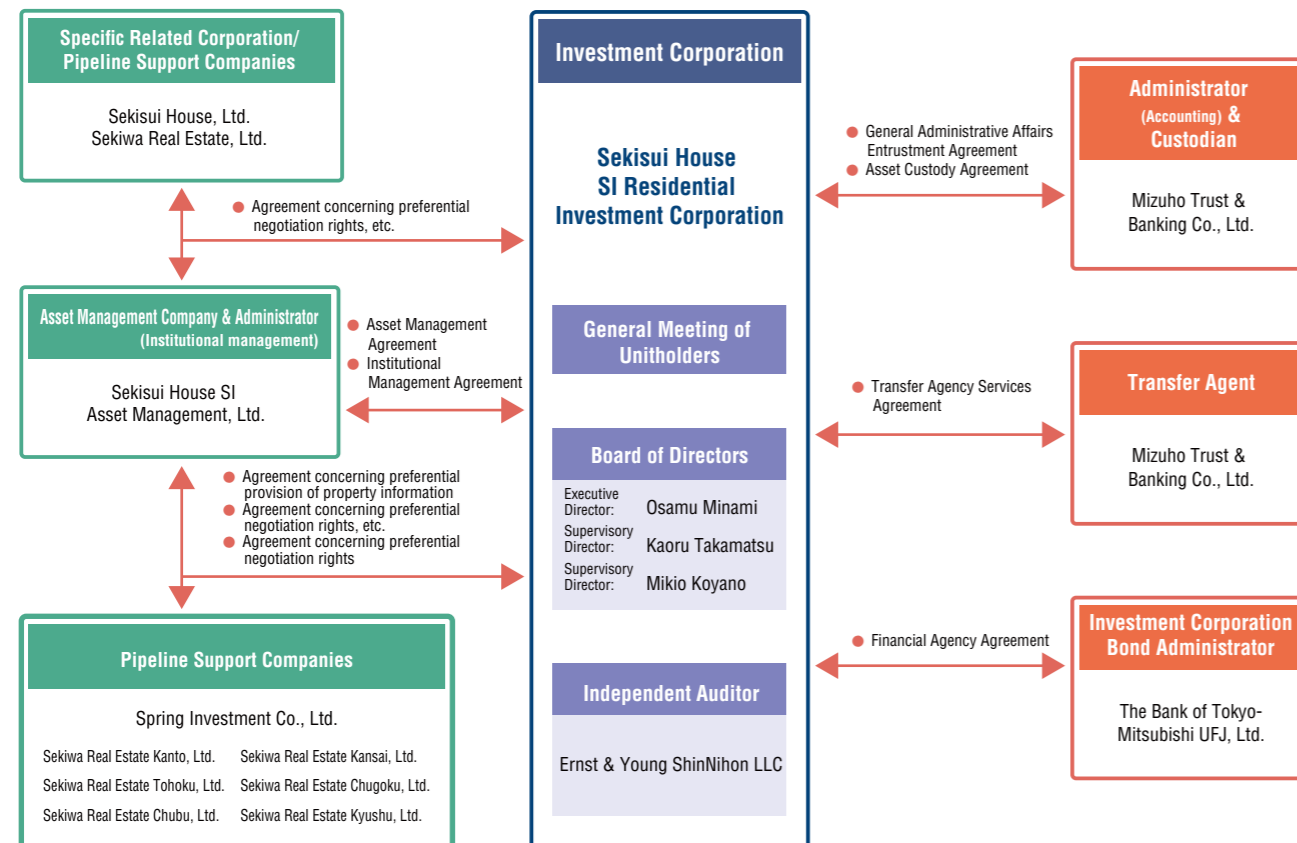 Specific Related Corporation/
Pipeline Support Companies
Sekisui House, Ltd.
Sekiwa Real Estate, Ltd.
● Agreement concerning preferential
negotiation rights, etc.
Asset Management Company & Administrator
(Institutional management)
Sekisui House SI
Asset Management, Ltd.
● Asset Management
Agreement
● Institutional
Management Agreement
● Agreement concerning preferential
provision of property information
● Agreement concerning preferential
negotiation rights, etc.
● Agreement concerning preferential
negotiation rights
Pipeline Support Companies
Spring Investment Co., Ltd.
Sekiwa Real Estate Kanto, Ltd. Sekiwa Real Estate Kansai, Ltd.
Sekiwa Real Estate Tohoku, Ltd. Sekiwa Real Estate Chugoku, Ltd.
Sekiwa Real Estate Chubu, Ltd. Sekiwa Real Estate Kyushu, Ltd.
Investment Corporation
Sekisui House
SI Residential
Investment Corporation
General Meeting of
Unitholders
Board of Directors
Executive
Director: Osamu Minami
Supervisory
Director: Kaoru Takamatsu
Supervisory
Director: Mikio Koyano
Independent Auditor
Ernst & Young ShinNihon LLC
● General Administrative Affairs
Entrustment Agreement
● Asset Custody Agreement
Administrator
(Accounting) &
Custodian
Mizuho Trust &
Banking Co., Ltd.
● Transfer Agency Services
Agreement
Transfer Agent
Mizuho Trust &
Banking Co., Ltd.
● Financial Agency Agreement
Investment Corporation
Bond Administrator
The Bank of Tokyo-
Mitsubishi UFJ, Ltd.